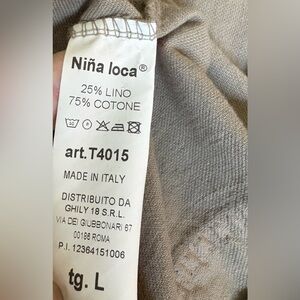 Niña loca®
25% LINO
75% COTONE
art.T4015
MADE IN ITALY
DISTRIBUITO DA
GHILY 18 S.R.L.
VIA DEI GIUBBONARI 67
00186 ROMA
P.I. 12364151006
tg. L